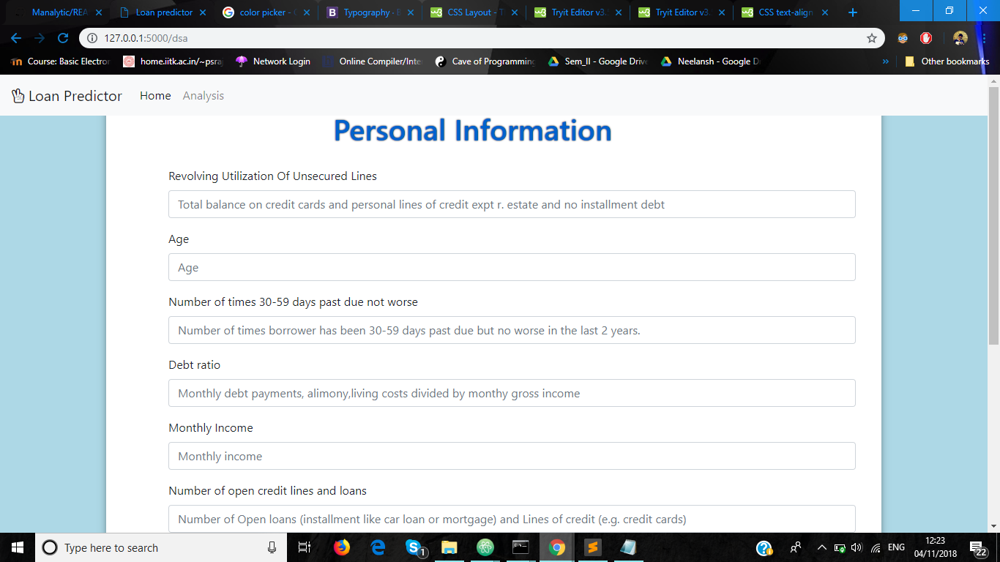 Manalytic/REA
Loan predictor
color picker -
Typography ·
CSS Layout -
Tryit Editor v3.
Tryit Editor v3.
CSS text-align
127.0.0.1:5000/dsa
Course: Basic Electror
home.iitk.ac.in/~psra
Network Login
Online Compiler/Inte
Cave of Programming
Sem_II - Google Drive
Neelansh - Google D
» Other bookmarks
Loan Predictor Home Analysis
Personal Information
Revolving Utilization Of Unsecured Lines
Total balance on credit cards and personal lines of credit expt r. estate and no installment debt
Age
Age
Number of times 30-59 days past due not worse
Number of times borrower has been 30-59 days past due but no worse in the last 2 years.
Debt ratio
Monthly debt payments, alimony,living costs divided by monthy gross income
Monthly Income
Monthly income
Number of open credit lines and loans
Number of Open loans (installment like car loan or mortgage) and Lines of credit (e.g. credit cards)
Type here to search
1
ENG
12:23
04/11/2018
22